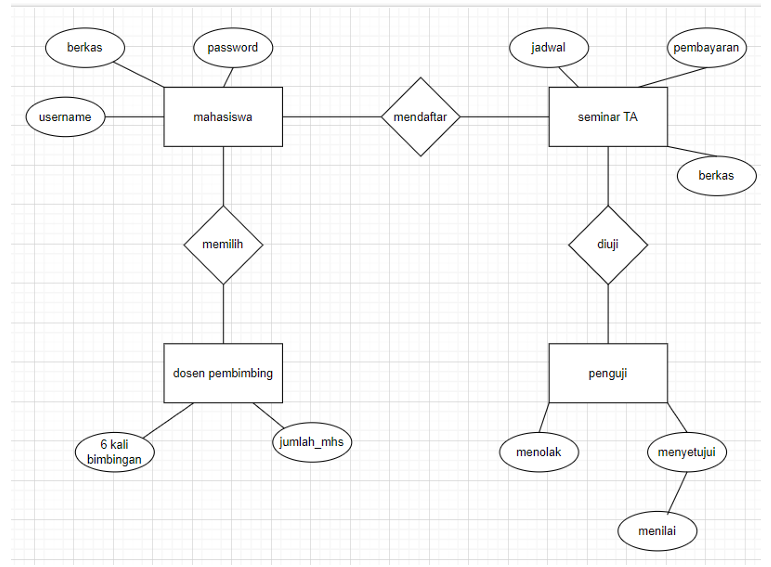 berkas
password
jadwal
pembayaran
username
mahasiswa
mendaftar
seminar TA
berkas
memilih
diuji
dosen pembimbing
penguji
6 kali
bimbingan
jumlah_mhs
menolak
menyetujui
menilai